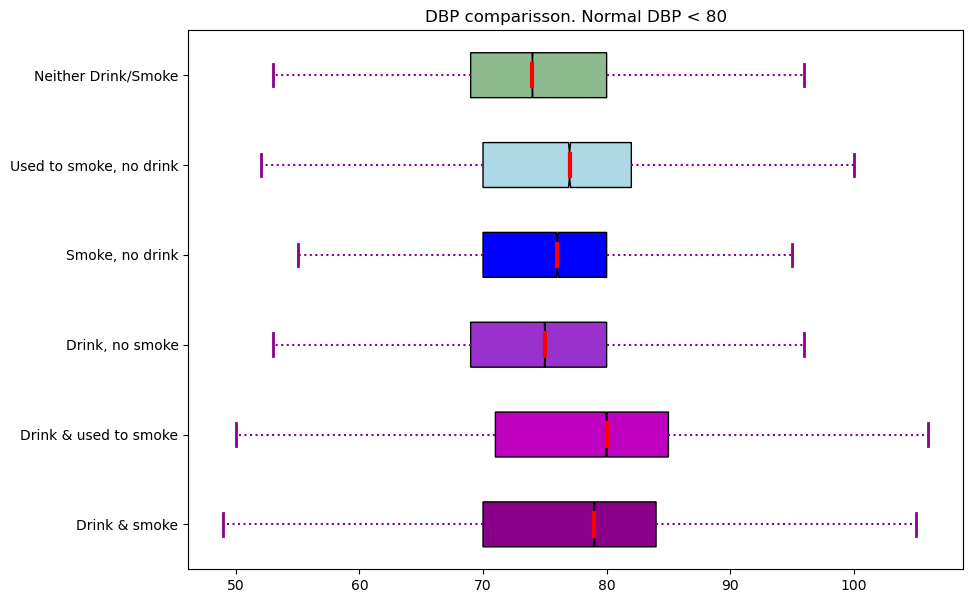 DBP comparisson. Normal DBP < 80
Neither Drink/Smoke
Used to smoke, no drink
Smoke, no drink
Drink, no smoke
Drink & used to smoke
Drink & smoke
50 60 70 80 90 100